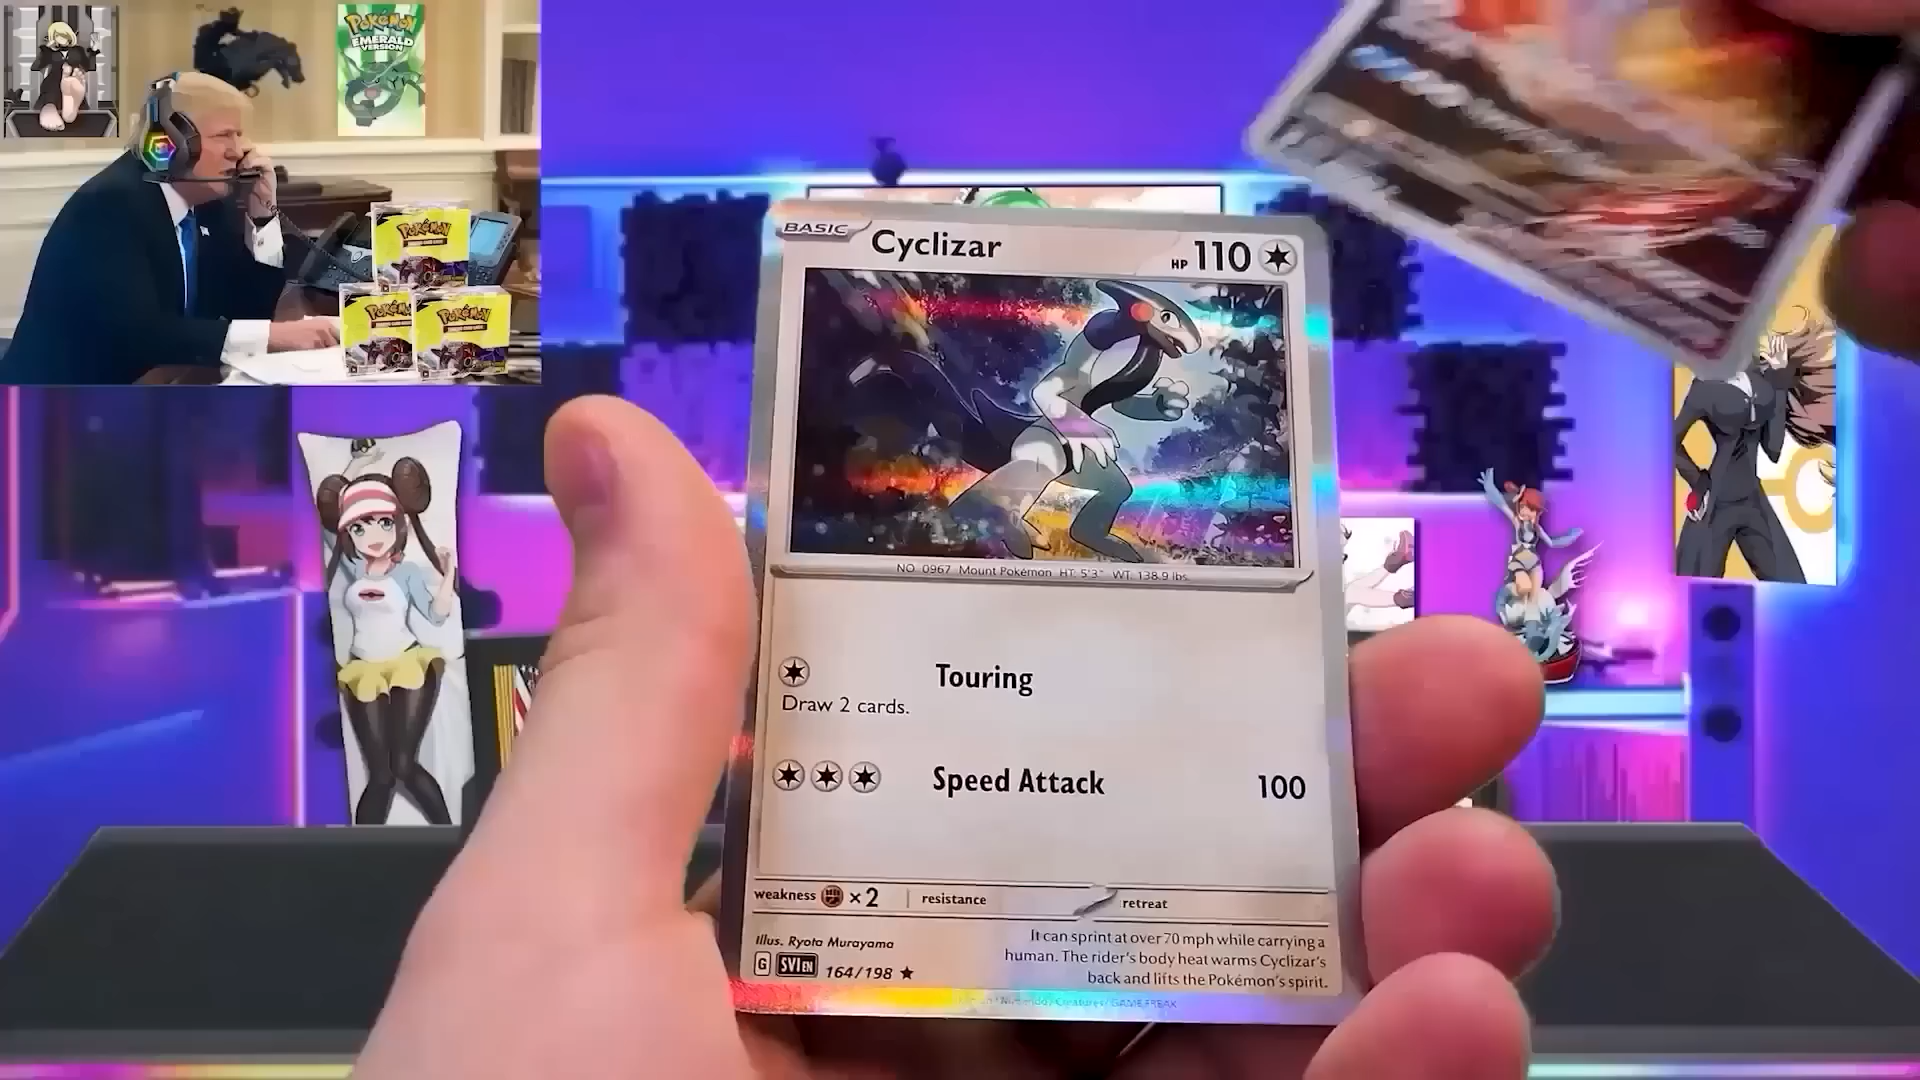 Pokémon
EMERALD
VERSION
Pokémon
Pokémon
Pokémon
BASIC
Cyclizar
HP 110
NO. 0967 Mount Pokémon HT: 5'3" WT: 138.9 lbs.
Touring
Draw 2 cards.
Speed Attack 100
weakness ×2 resistance retreat
Illus. Ryota Murayama
G SVI EN 164/198
It can sprint at over 70 mph while carrying a
human. The rider's body heat warms Cyclizar's
back and lifts the Pokémon's spirit.